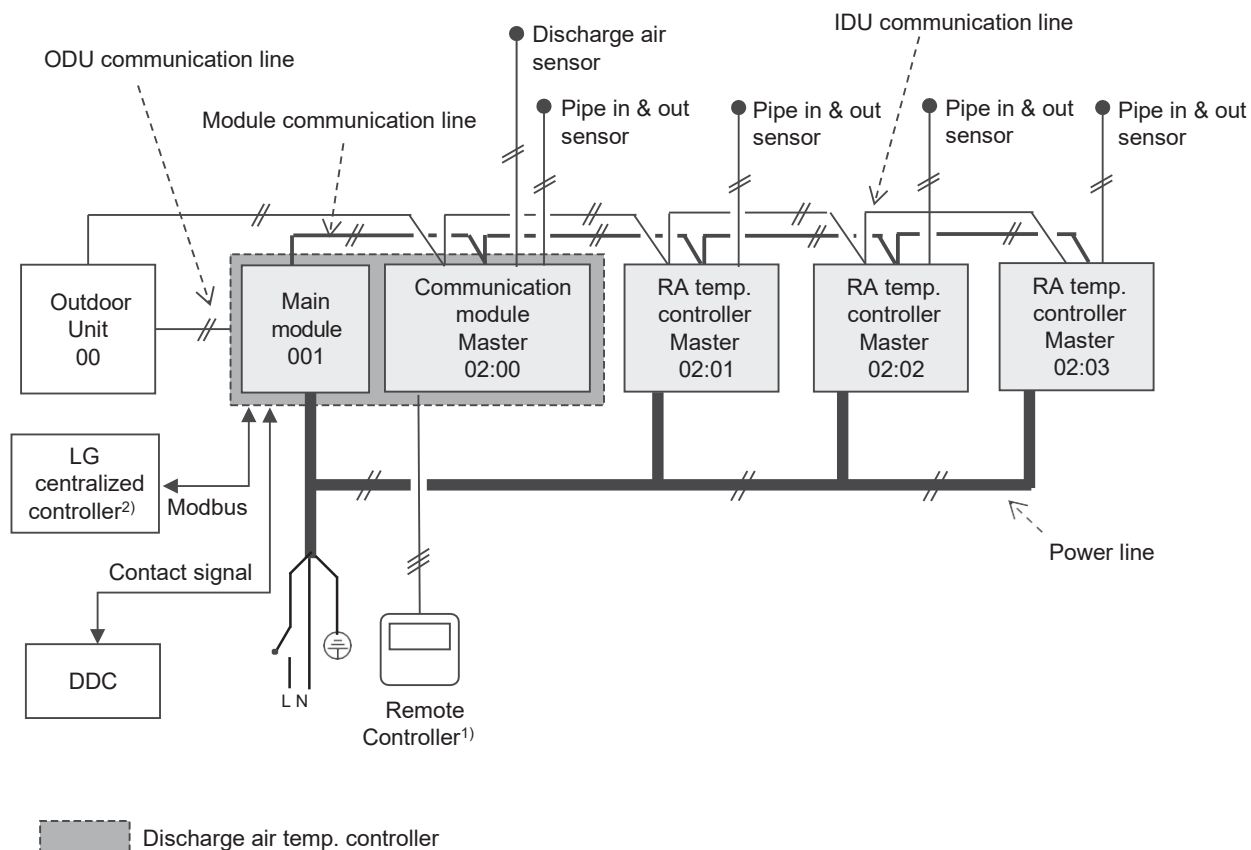 ODU communication line
Module communication line
Discharge air
sensor
IDU communication line
Pipe in & out
sensor
Pipe in & out
sensor
Pipe in & out
sensor
Pipe in & out
sensor
Outdoor
Unit
00
Main
module
001
Communication
module
Master
02:00
RA temp.
controller
Master
02:01
RA temp.
controller
Master
02:02
RA temp.
controller
Master
02:03
LG
centralized
controller2)
Modbus
Contact signal
DDC
L N
Remote
Controller1)
Power line
Discharge air temp. controller